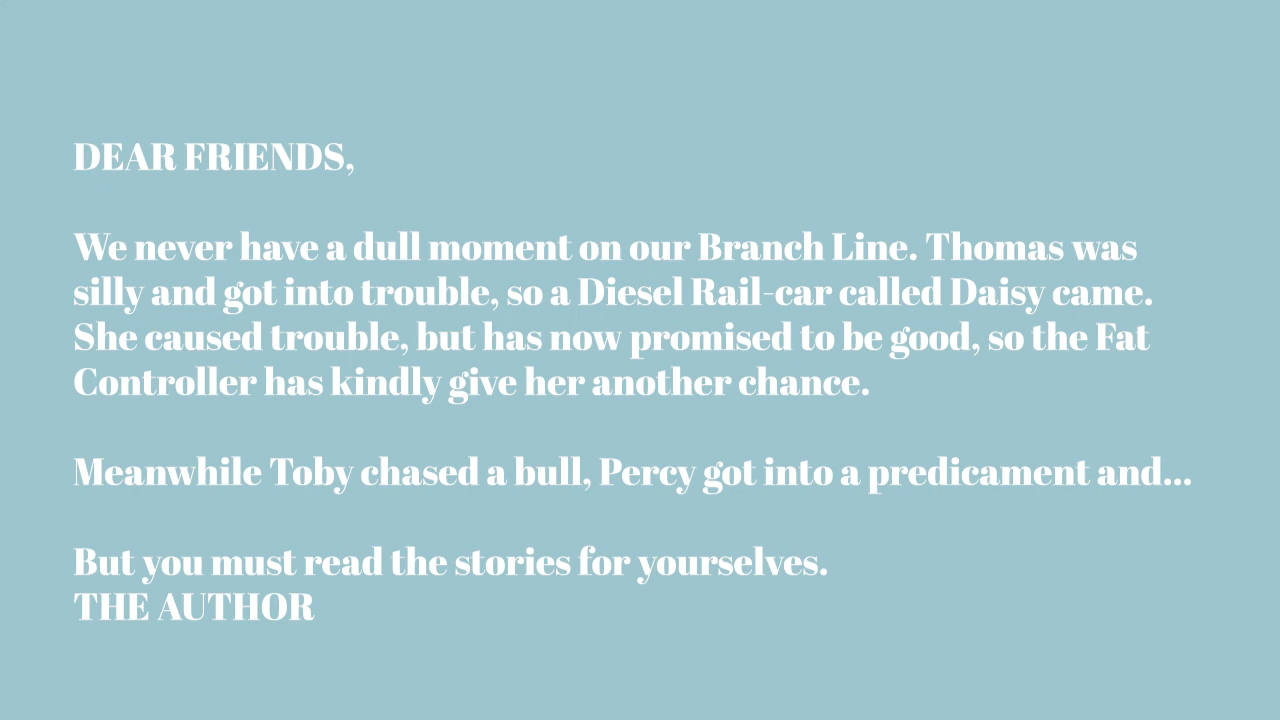 DEAR FRIENDS,
We never have a dull moment on our Branch Line. Thomas was
silly and got into trouble, so a Diesel Rail-car called Daisy came.
She caused trouble, but has now promised to be good, so the Fat
Controller has kindly give her another chance.
Meanwhile Toby chased a bull, Percy got into a predicament and...
But you must read the stories for yourselves.
THE AUTHOR